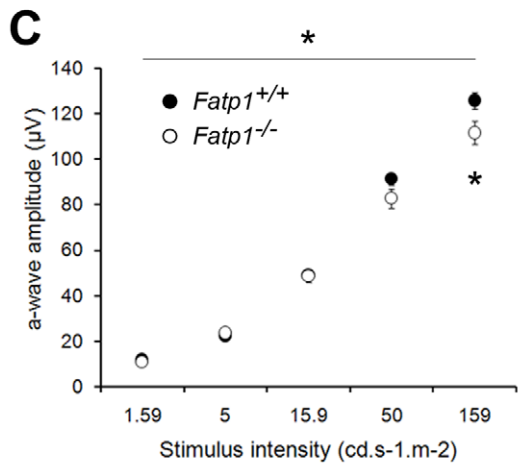 C
*
140
120
100
80
60
40
20
0
a-wave amplitude (µV)
Fatp1+/+
Fatp1-/-
*
1.59 5 15.9 50 159
Stimulus intensity (cd.s-1.m-2)